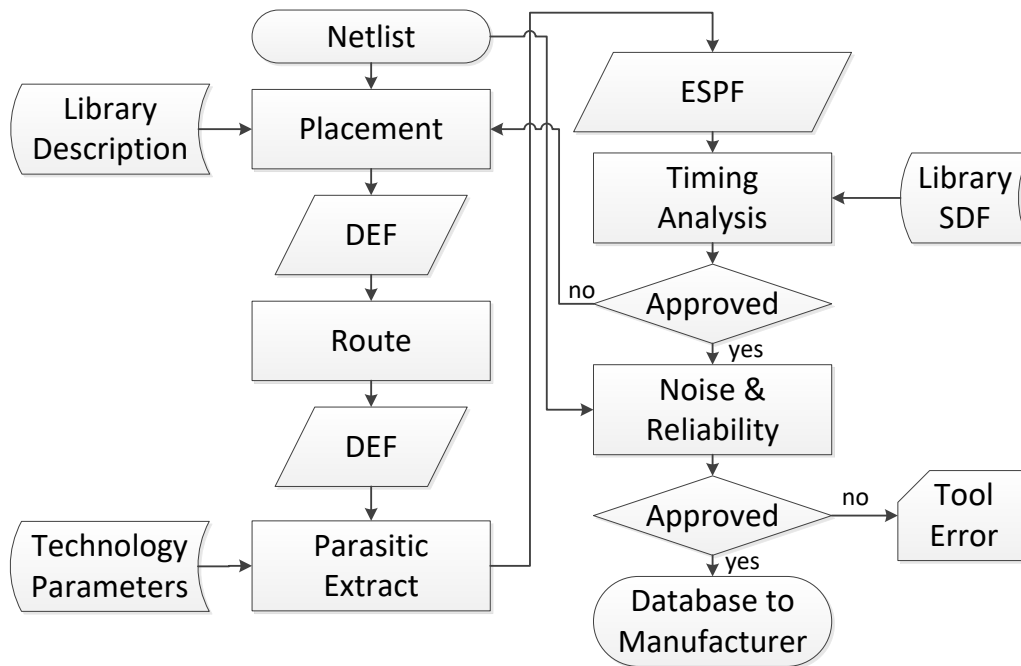 Netlist
Library
Description
Placement
DEF
Route
DEF
Technology
Parameters
Parasitic
Extract
ESPF
Timing
Analysis
Library
SDF
no
Approved
yes
Noise &
Reliability
Approved
no
Tool
Error
yes
Database to
Manufacturer